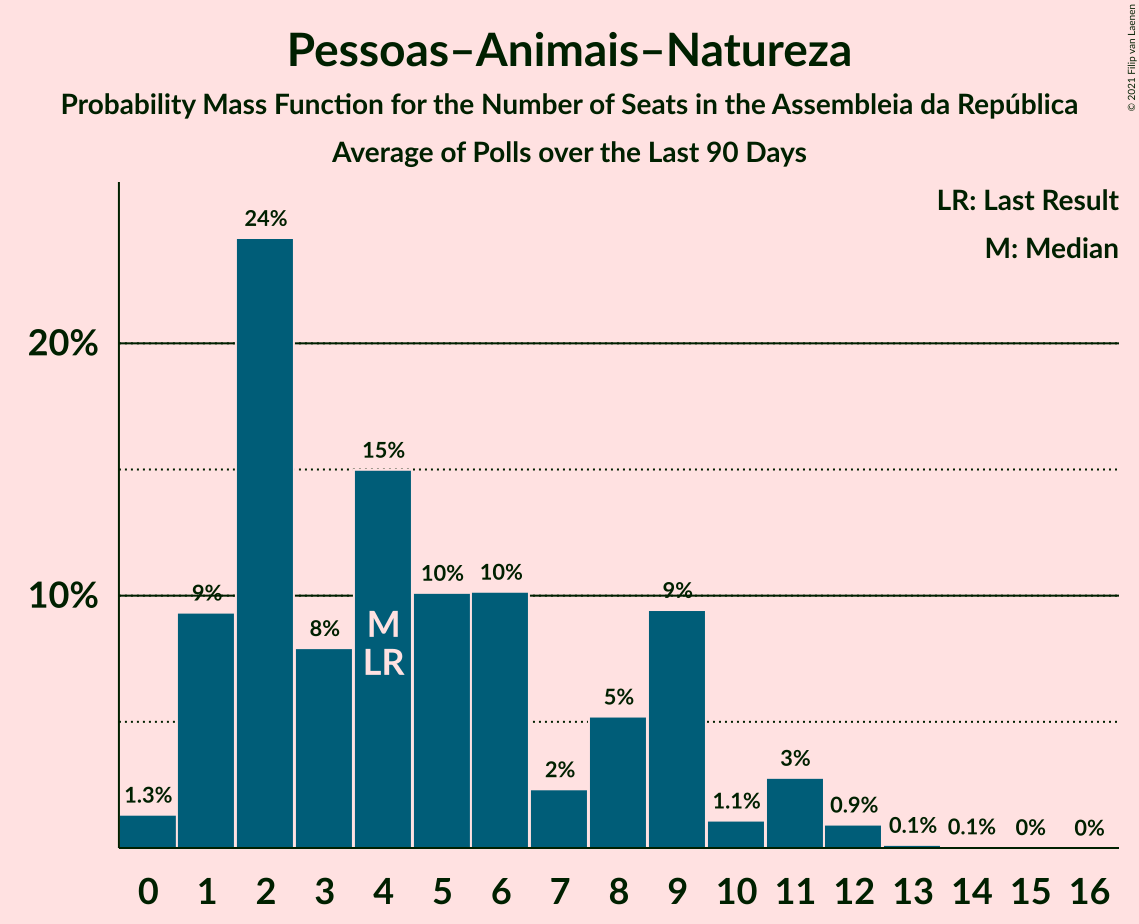 Pessoas–Animais–Natureza
Probability Mass Function for the Number of Seats in the Assembleia da República
Average of Polls over the Last 90 Days
© 2021 Filip van Laenen
LR: Last Result
M: Median
20%
10%
1.3%
9%
24%
8%
15%
10%
10%
2%
5%
9%
1.1%
3%
0.9%
0.1%
0.1%
0%
0%
M
LR
0 1 2 3 4 5 6 7 8 9 10 11 12 13 14 15 16